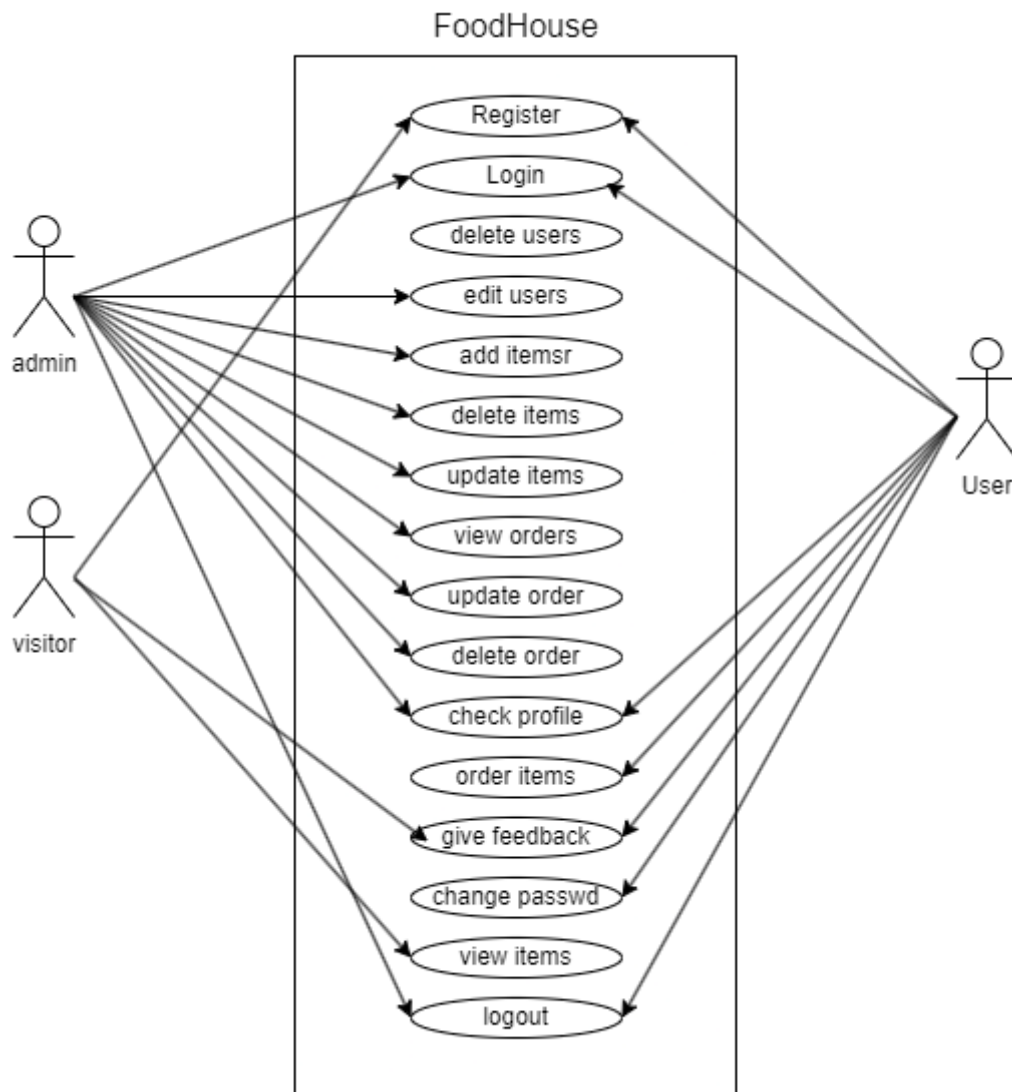 FoodHouse
Register
Login
delete users
edit users
admin
add itemsr
delete items
update items
User
view orders
update order
visitor
delete order
check profile
order items
give feedback
change passwd
view items
logout